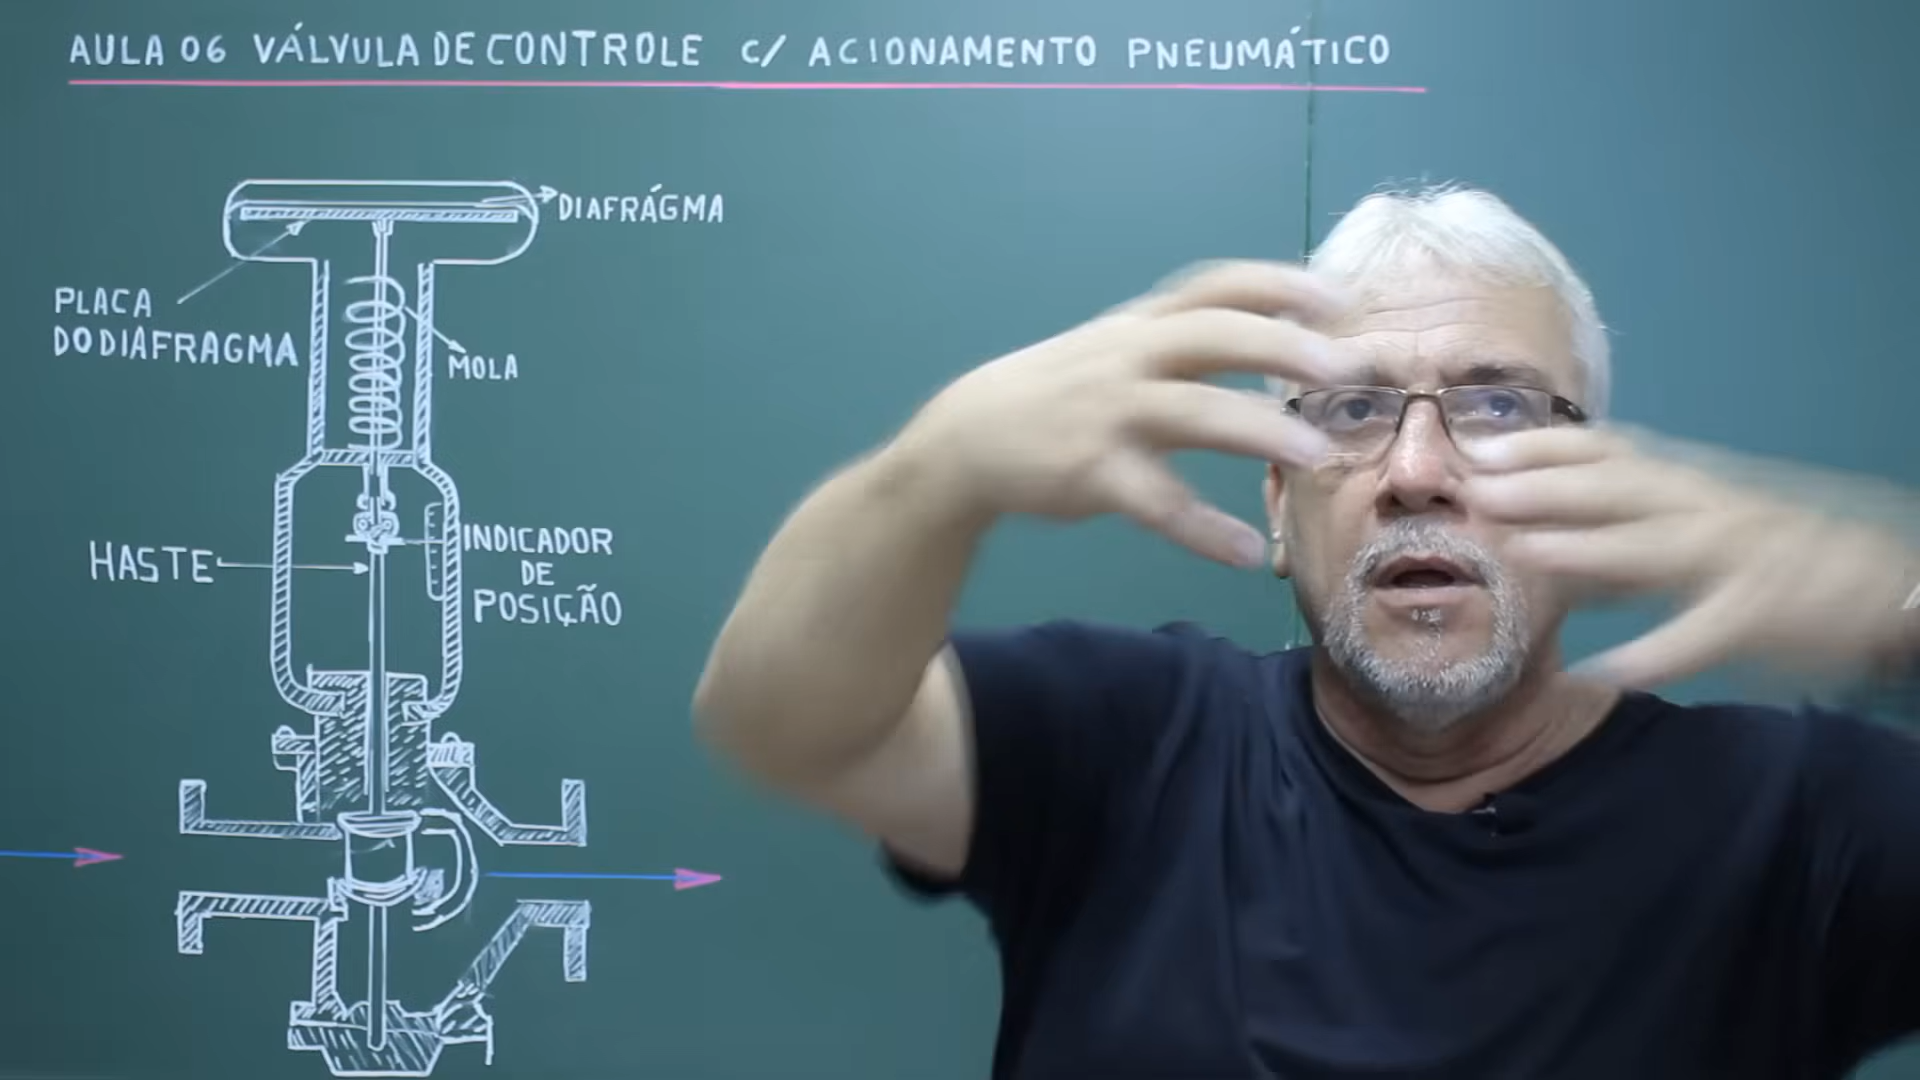 AULA 06 VÁLVULA DE CONTROLE C/ ACIONAMENTO PNEUMÁTICO
DIAFRÁGMA
PLACA
DO DIAFRAGMA
MOLA
HASTE
INDICADOR
DE
POSIÇÃO